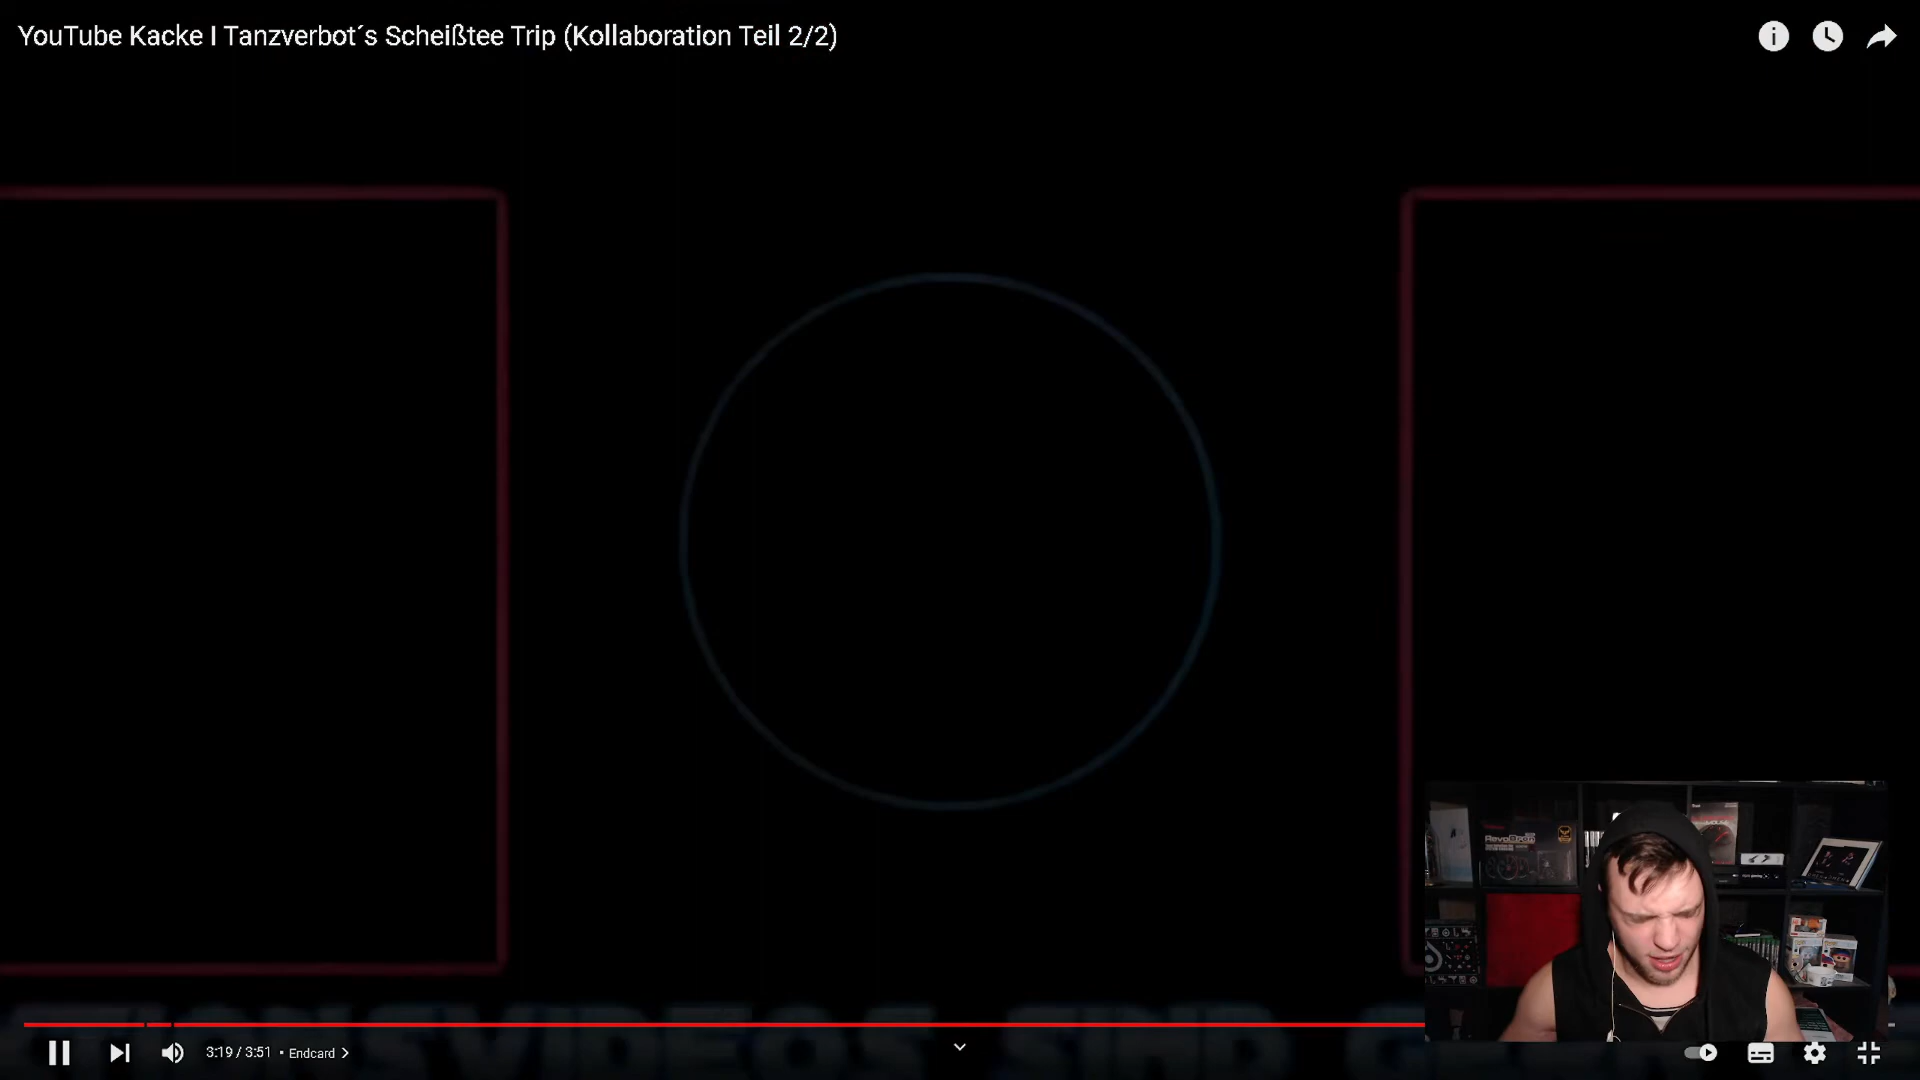 YouTube Kacke I Tanzverbot´s Scheißtee Trip (Kollaboration Teil 2/2)
3:19 / 3:51 • Endcard